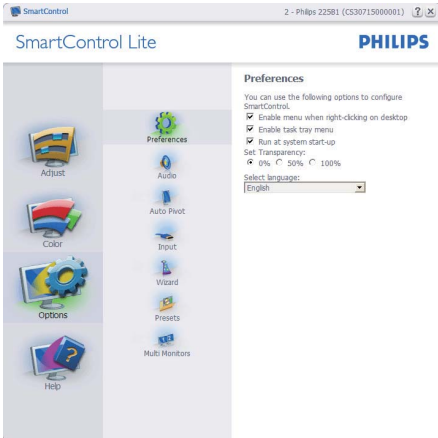 SmartControl
2 - Philips 225B1 (CS30715000001)
SmartControl Lite
PHILIPS
Adjust
Color
Options
Help
Preferences
Audio
Auto Pivot
Input
Wizard
Presets
Multi Monitors
Preferences
You can use the following options to configure
SmartControl.
Enable menu when right-clicking on desktop
Enable task tray menu
Run at system start-up
Set Transparency:
0% 50% 100%
Select language:
English